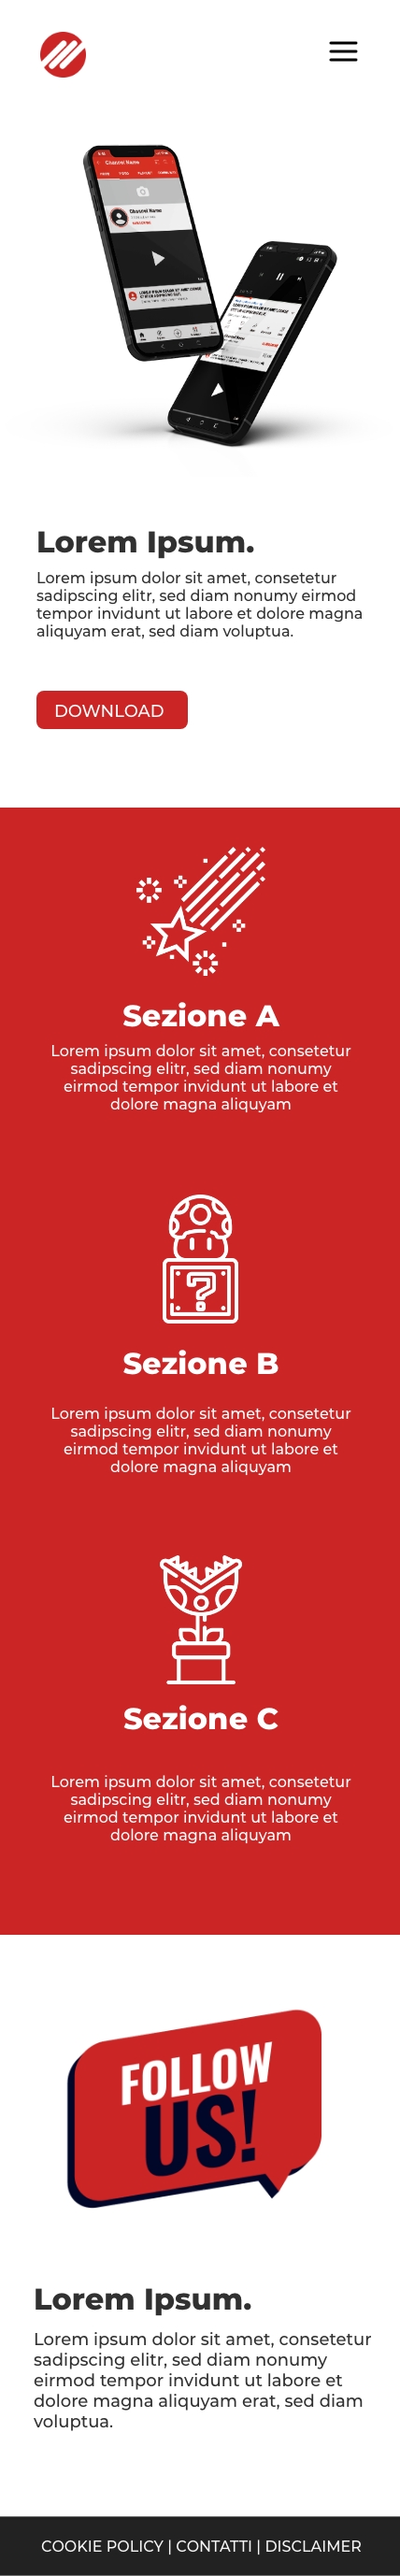 Channel Name
Channel Name
Lorem Ipsum.
Lorem ipsum dolor sit amet, consetetur
sadipscing elitr, sed diam nonumy eirmod
tempor invidunt ut labore et dolore magna
aliquyam erat, sed diam voluptua.
DOWNLOAD
Sezione A
Lorem ipsum dolor sit amet, consetetur
sadipscing elitr, sed diam nonumy
eirmod tempor invidunt ut labore et
dolore magna aliquyam
?
Sezione B
Lorem ipsum dolor sit amet, consetetur
sadipscing elitr, sed diam nonumy
eirmod tempor invidunt ut labore et
dolore magna aliquyam
Sezione C
Lorem ipsum dolor sit amet, consetetur
sadipscing elitr, sed diam nonumy
eirmod tempor invidunt ut labore et
dolore magna aliquyam
FOLLOW
US!
Lorem Ipsum.
Lorem ipsum dolor sit amet, consetetur
sadipscing elitr, sed diam nonumy
eirmod tempor invidunt ut labore et
dolore magna aliquyam erat, sed diam
voluptua.
COOKIE POLICY | CONTATTI | DISCLAIMER